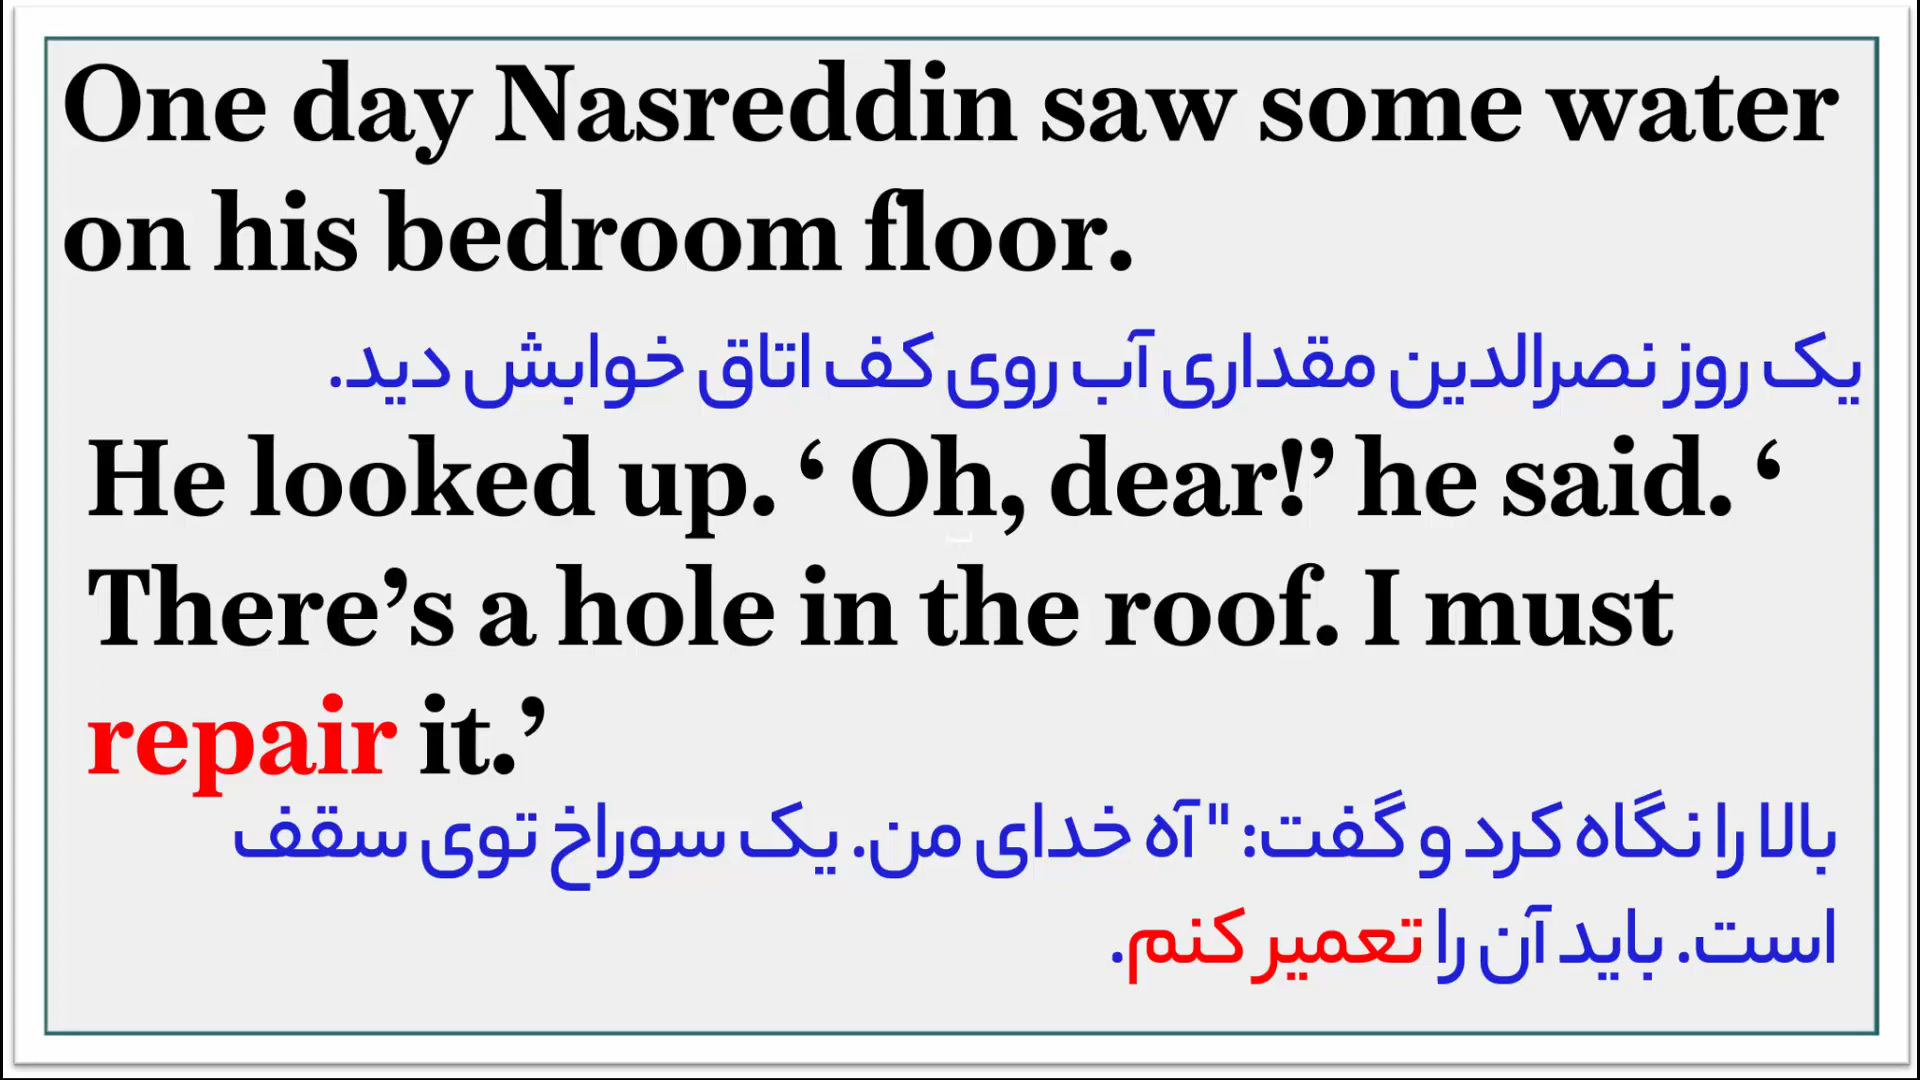 One day Nasreddin saw some water
on his bedroom floor.
یک روز نصرالدین مقداری آب روی کف اتاق خوابش دید.
He looked up. ‘ Oh, dear!’ he said. ‘
There’s a hole in the roof. I must
repair it.’
بالا را نگاه کرد و گفت: " آه خدای من. یک سوراخ توی سقف
است. باید آن را تعمیر کنم.